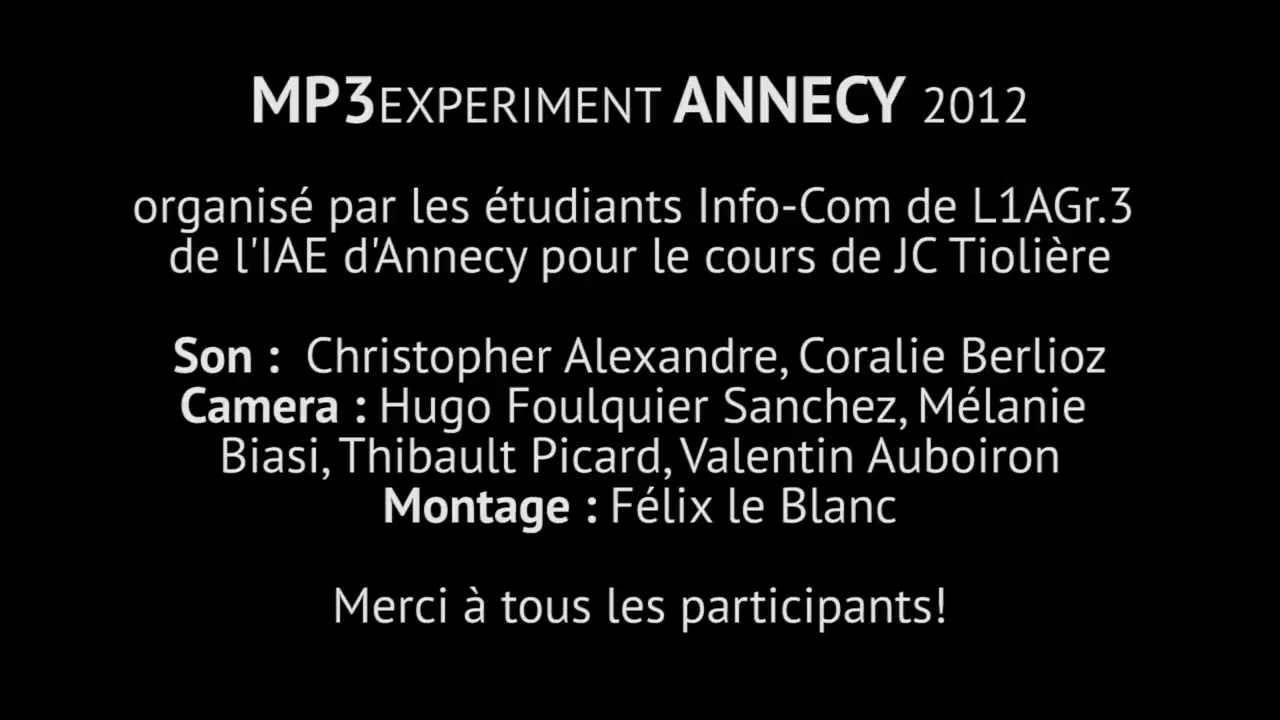 MP3EXPERIMENT ANNECY 2012
organisé par les étudiants Info-Com de L1AGr.3
de l'IAE d'Annecy pour le cours de JC Tiolière
Son : Christopher Alexandre, Coralie Berlioz
Camera : Hugo Foulquier Sanchez, Mélanie
Biasi, Thibault Picard, Valentin Auboiron
Montage : Félix le Blanc
Merci à tous les participants!